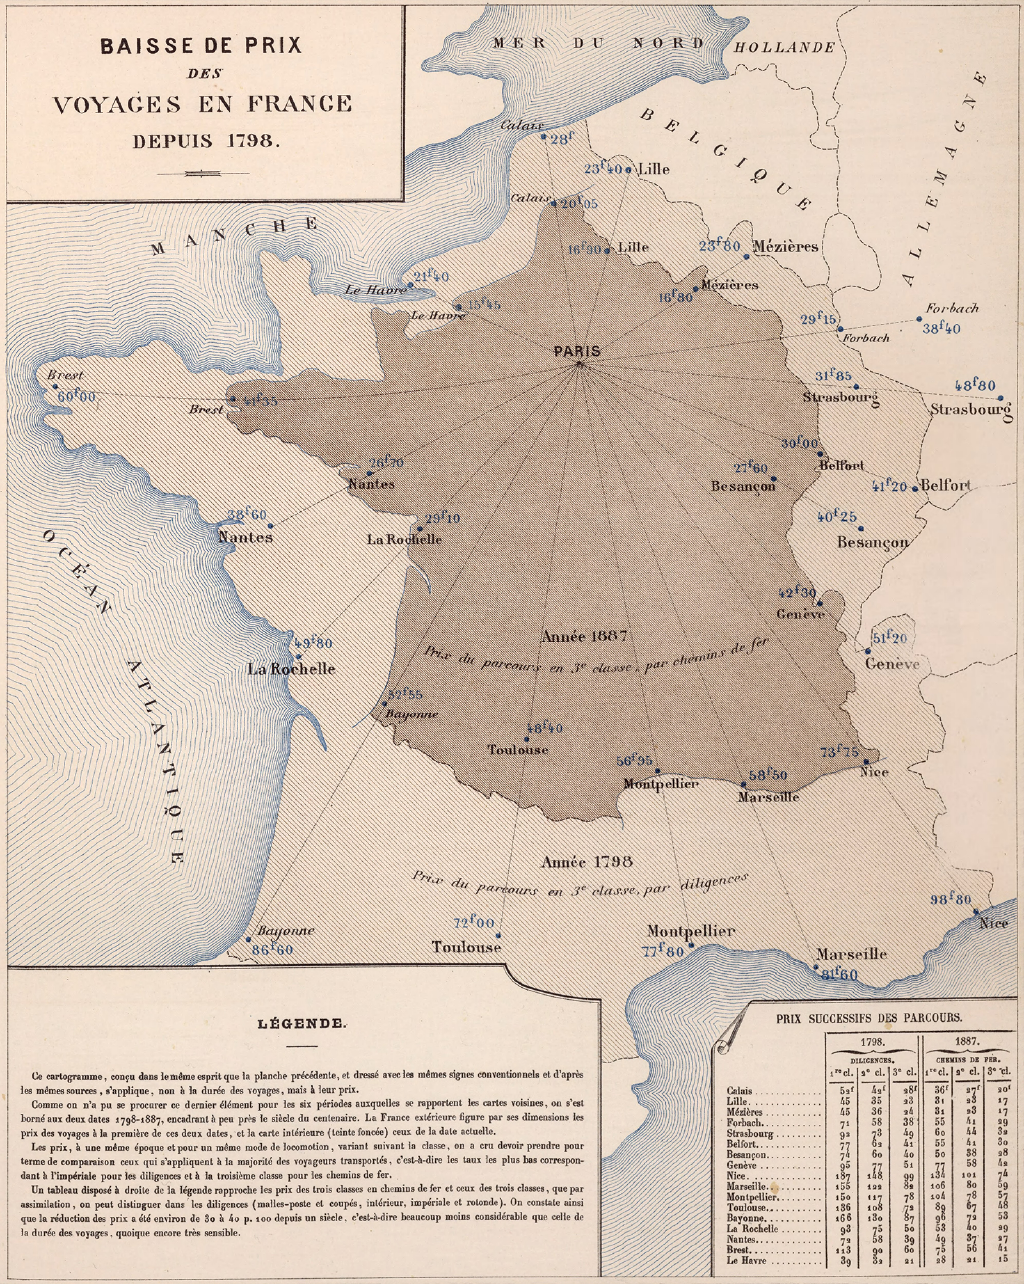 BAISSE DE PRIX
DES
VOYAGES EN FRANCE
DEPUIS 1798.
MER DU NORD
HOLLANDE
BELGIQUE
ALLEMAGNE
MANCHE
OCÉAN ATLANTIQUE
Calais
28f
23f40 Lille
Calais 20f05
16f90 Lille
23f80 Mézières
Mézières
16f80
21f40
Le Havre
15f45
Le Havre
Forbach
38f40
29f15
Forbach
PARIS
Brest
60f00
Brest 41f35
31f85
Strasbourg
48f80
Strasbourg
30f00
Belfort
41f20 Belfort
27f60
Besançon
40f25
Besançon
26f70
Nantes
38f60
Nantes
29f10
La Rochelle
49f80
La Rochelle
42f30
Genève
51f20
Genève
Année 1887
Prix du parcours en 3e classe, par chemins de fer
52f55
Bayonne
48f40
Toulouse
56f95
Montpellier
58f50
Marseille
73f75
Nice
Année 1798
Prix du parcours en 3e classe, par diligences
Bayonne
86f60
72f00
Toulouse
Montpellier
77f80
Marseille
81f60
98f80
Nice
LÉGENDE.
Ce cartogramme, conçu dans le même esprit que la planche précédente, et dressé avec les mêmes signes conventionnels et d'après
les mêmes sources, s'applique, non à la durée des voyages, mais à leur prix.
Comme on n'a pu se procurer ce dernier élément pour les six périodes auxquelles se rapportent les cartes voisines, on s'est
borné aux deux dates 1798-1887, encadrant à peu près le siècle du centenaire. La France extérieure figure par ses dimensions les
prix des voyages à la première de ces deux dates, et la carte intérieure (teinte foncée) ceux de la date actuelle.
Les prix, à une même époque et pour un même mode de locomotion, variant suivant la classe, on a cru devoir prendre pour
terme de comparaison ceux qui s'appliquent à la majorité des voyageurs transportés, c'est-à-dire les taux les plus bas correspon-
dant à l'impériale pour les diligences et à la troisième classe pour les chemins de fer.
Un tableau disposé à droite de la légende rapproche les prix des trois classes en chemins de fer et ceux des trois classes, que par
assimilation, on peut distinguer dans les diligences (malles-poste et coupés, intérieur, impériale et rotonde). On constate ainsi
que la réduction des prix a été environ de 30 à 40 p. 100 depuis un siècle, c'est-à-dire beaucoup moins considérable que celle de
la durée des voyages, quoique encore très sensible.
PRIX SUCCESSIFS DES PARCOURS.
1798. 1887.
DILIGENCES. CHEMINS DE FER.
1re cl. 2e cl. 3e cl. 1re cl. 2e cl. 3e cl.
Calais 52f 42f 28f 36f 27f 20f
Lille 45 35 23 31 23 17
Mézières 45 36 24 31 23 17
Forbach 71 58 38 55 41 29
Strasbourg 92 73 49 60 44 32
Belfort 77 62 41 55 41 30
Besançon 74 60 40 50 38 28
Genève 95 77 51 77 58 42
Nice 187 148 99 134 101 74
Marseille 155 122 82 106 80 59
Montpellier 150 117 78 104 78 57
Toulouse 136 108 72 89 67 48
Bayonne 166 130 87 96 72 53
La Rochelle 93 75 50 53 40 29
Nantes 72 58 39 49 37 27
Brest 113 90 60 75 56 41
Le Havre 39 32 21 28 21 15